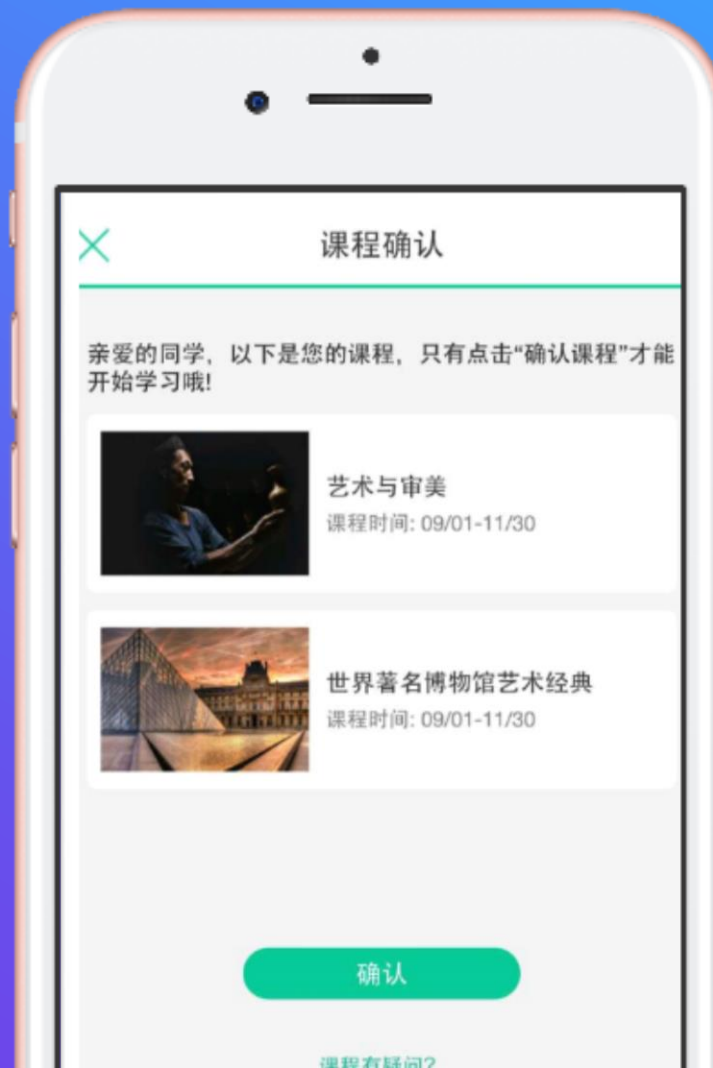 课程确认
亲爱的同学，以下是您的课程，只有点击“确认课程”才能
开始学习哦!
艺术与审美
课程时间: 09/01-11/30
世界著名博物馆艺术经典
课程时间: 09/01-11/30
确认
课程有疑问?